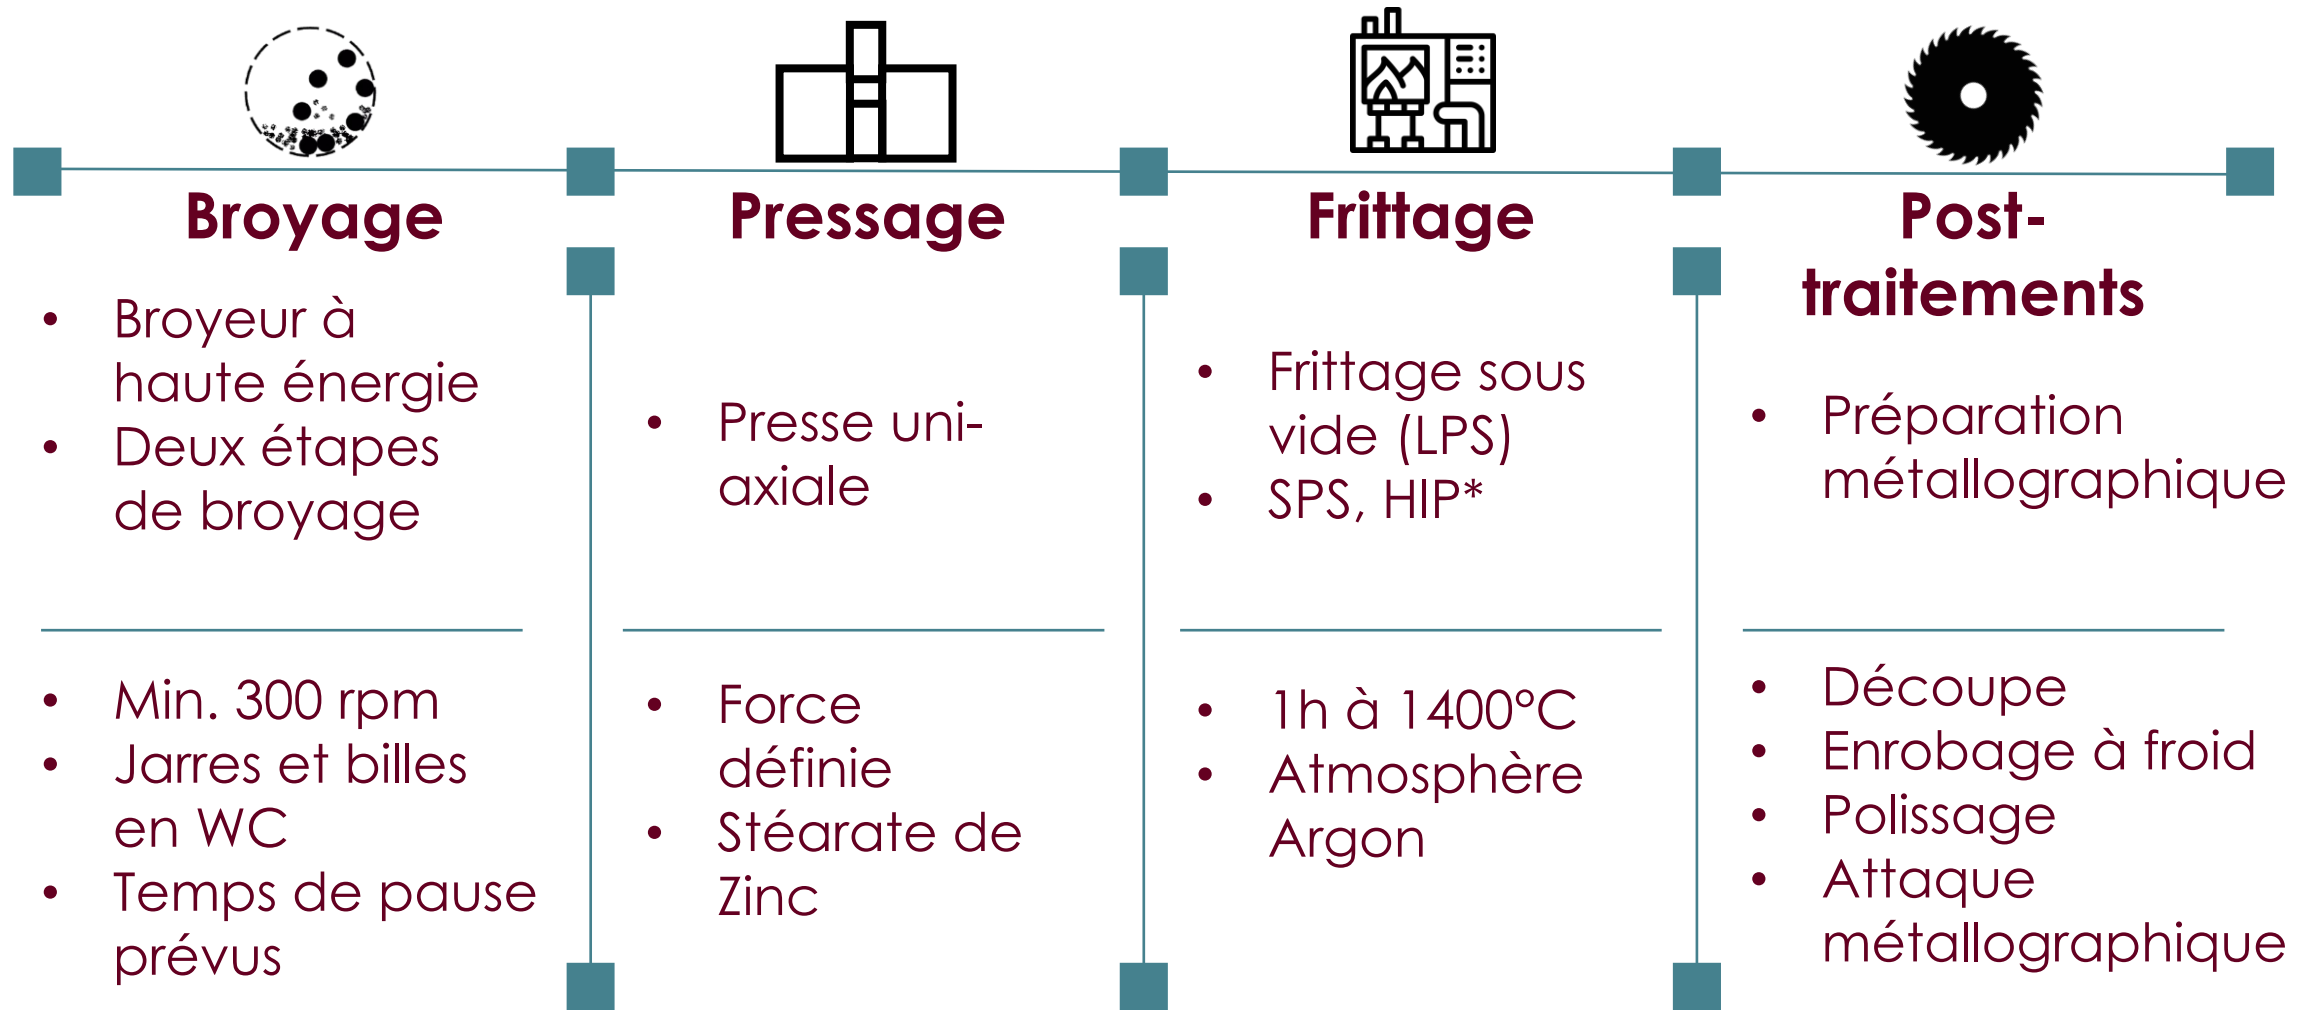 Broyage
• Broyeur à
haute énergie
• Deux étapes
de broyage
• Min. 300 rpm
• Jarres et billes
en WC
• Temps de pause
prévus
Pressage
• Presse uni-
axiale
• Force
définie
• Stéarate de
Zinc
Frittage
• Frittage sous
vide (LPS)
• SPS, HIP*
• 1h à 1400°C
• Atmosphère
Argon
Post-
traitements
• Préparation
métallographique
• Découpe
• Enrobage à froid
• Polissage
• Attaque
métallographique